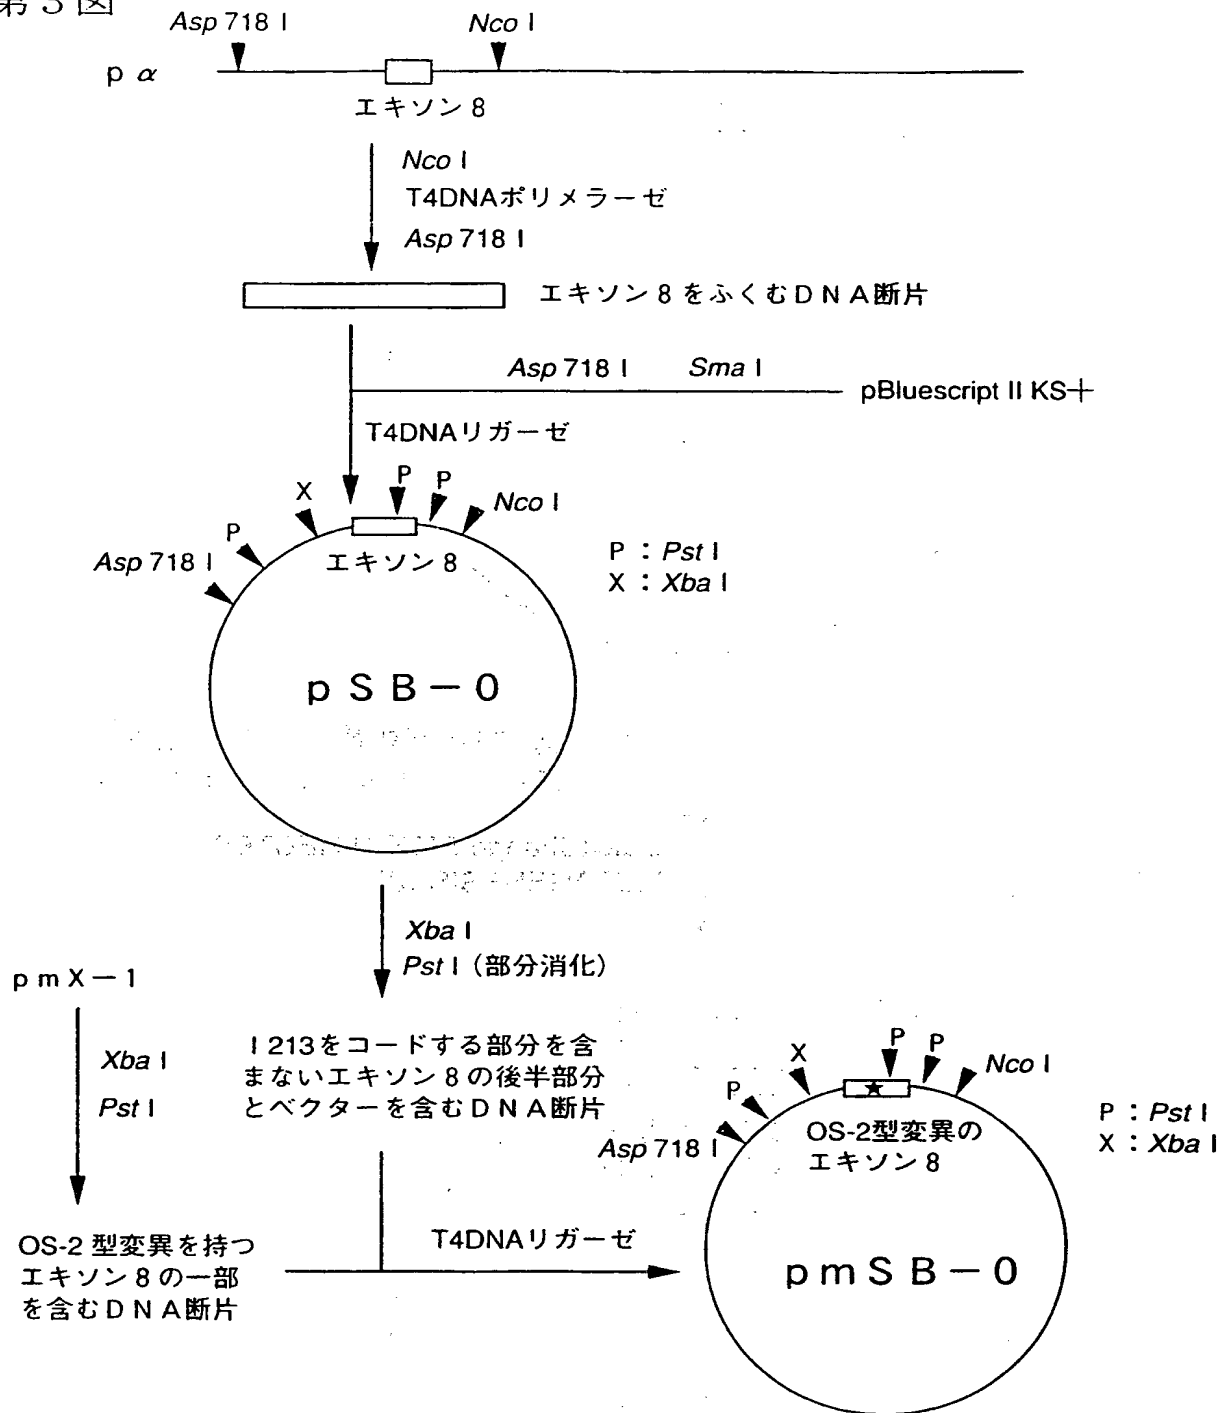 第3図
Asp 718 I
Nco I
p α
エキソン 8
Nco I
T4DNAポリメラーゼ
Asp 718 I
エキソン 8 をふくむDNA断片
Asp 718 I
Sma I
pBluescript II KS+
T4DNAリガーゼ
X
P
P
Nco I
P
Asp 718 I
エキソン 8
P : Pst I
X : Xba I
pSB-0
Xba I
Pst I (部分消化)
pmX-1
Xba I
Pst I
I 213をコードする部分を含
まないエキソン 8 の後半部分
とベクターを含むDNA断片
X
P
P
Nco I
P
Asp 718 I
OS-2型変異の
エキソン 8
P : Pst I
X : Xba I
T4DNAリガーゼ
OS-2 型変異を持つ
エキソン 8 の一部
を含むDNA断片
pmSB-0